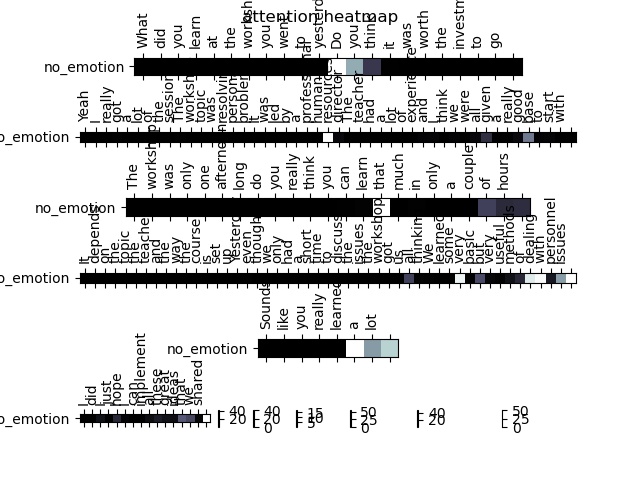 attention heatmap
What did you learn at the workshop you went to yesterday Do you think it was worth the investment to go
no_emotion
Yeah I really got a lot of the session The workshop topic was resolving personal problems It was led by a professional human resources director The teacher had a lot of experience and I think we were all given a really good base to start with
no_emotion
The workshop was only one afternoon long do you really think you can learn that much in only a couple of hours
no_emotion
It depends on the topic the teacher and the way the course is set up Yesterday even though we only had a short time to discuss the issues the workshop got us all thinking We learned some very basic but very useful methods of dealing with personnel issues
no_emotion
Sounds like you really learned a lot
no_emotion
I did I just hope I can implement all these great ideas that we shared
no_emotion
40 40 15 50 40 50
20 20 10 25 20 25
0 5 0 0